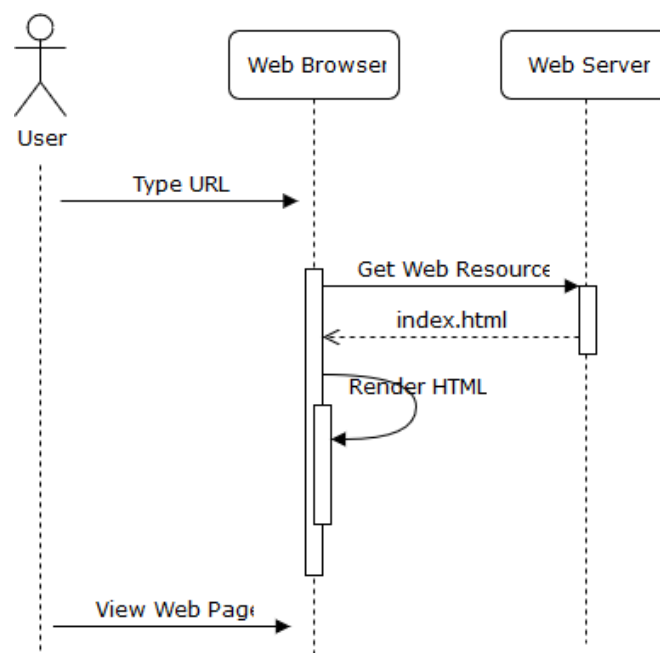 Web Browser
Web Server
User
Type URL
Get Web Resource
index.html
Render HTML
View Web Page